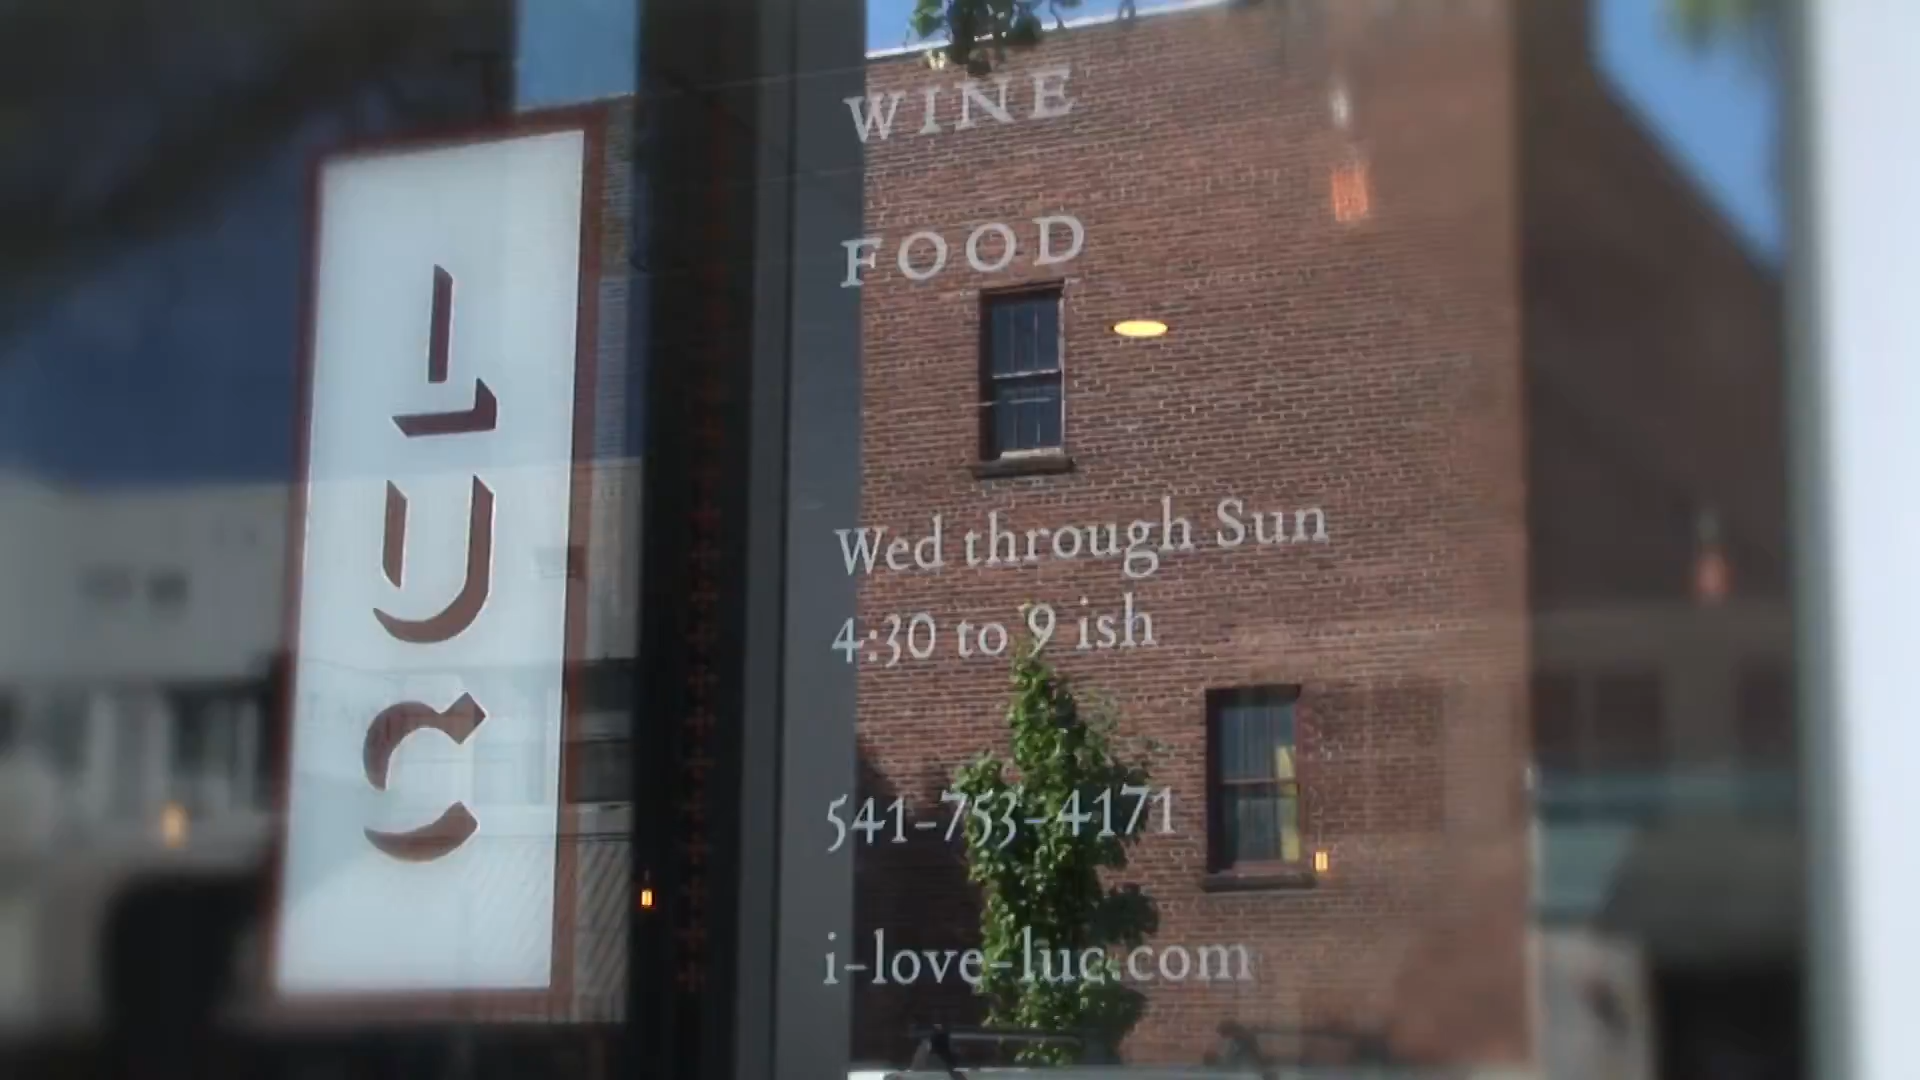 LUC
WINE
FOOD
Wed through Sun
4:30 to 9 ish
541-753-4171
i-love-luc.com